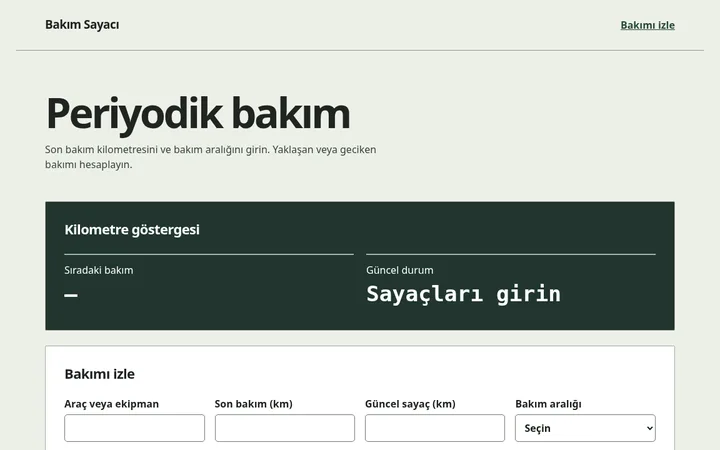 Bakım Sayacı
Bakımı izle
Periyodik bakım
Son bakım kilometresini ve bakım aralığını girin. Yaklaşan veya geciken
bakımı hesaplayın.
Kilometre göstergesi
Sıradaki bakım
—
Güncel durum
Sayaçları girin
Bakımı izle
Araç veya ekipman
Son bakım (km)
Güncel sayaç (km)
Bakım aralığı
Seçin